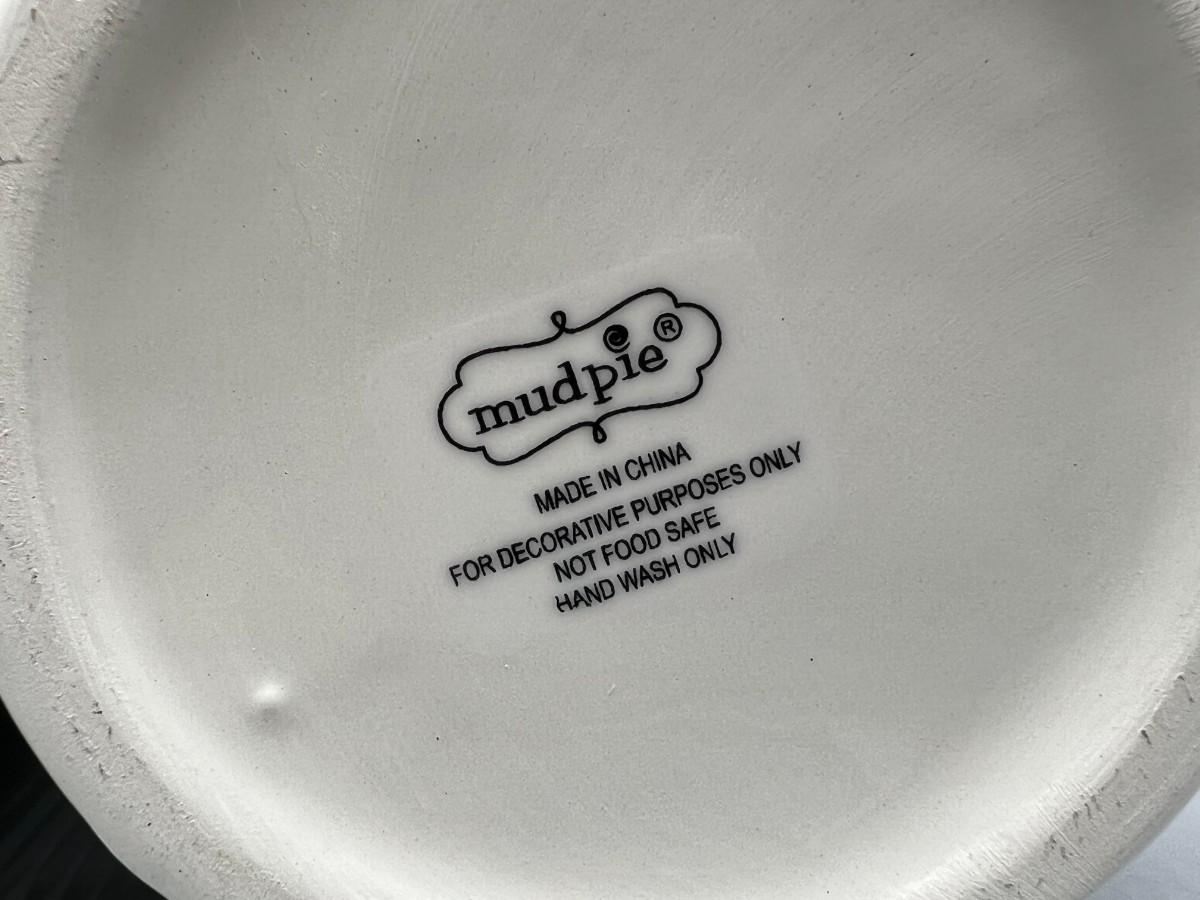 mudpie®
MADE IN CHINA
FOR DECORATIVE PURPOSES ONLY
NOT FOOD SAFE
HAND WASH ONLY